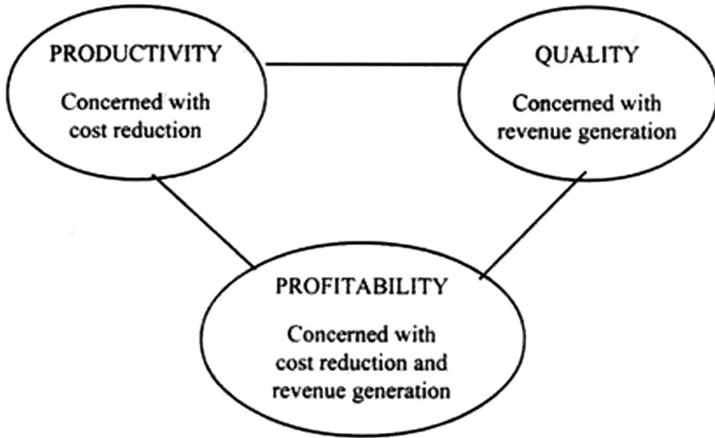 PRODUCTIVITY
Concerned with
cost reduction
QUALITY
Concerned with
revenue generation
PROFITABILITY
Concerned with
cost reduction and
revenue generation